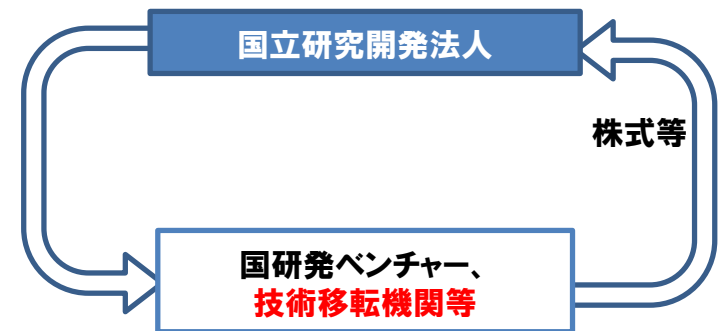 国立研究開発法人
株式等
国研発ベンチャー、
技術移転機関等